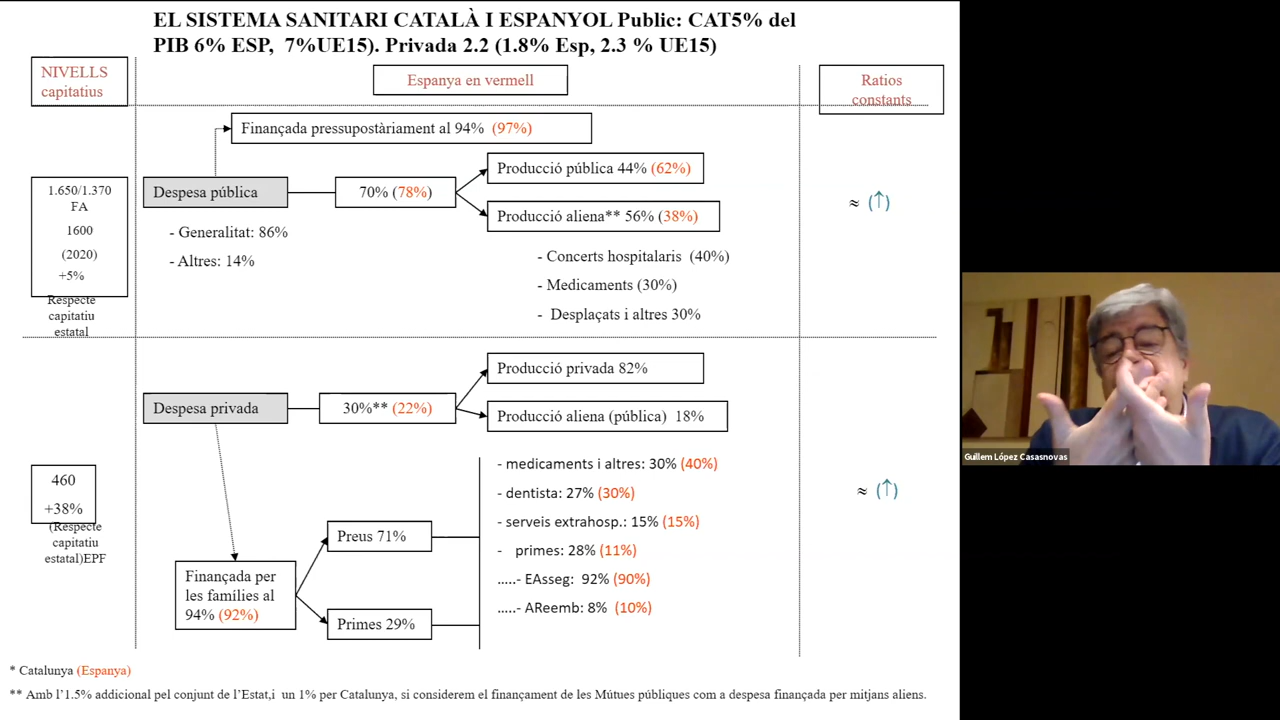 EL SISTEMA SANITARI CATALÀ I ESPANYOL Public: CAT5% del
PIB 6% ESP, 7%UE15). Privada 2.2 (1.8% Esp, 2.3 % UE15)
NIVELLS
capitatius
Espanya en vermell
Ratios
constants
Finançada pressupostàriament al 94% (97%)
1.650/1.370
FA
1600
(2020)
+5%
Respecte
capitatiu
estatal
Despesa pública
70% (78%)
Producció pública 44% (62%)
Producció aliena** 56% (38%)
≈ (↑)
- Generalitat: 86%
- Altres: 14%
- Concerts hospitalaris (40%)
- Medicaments (30%)
- Desplaçats i altres 30%
Despesa privada
30%** (22%)
Producció privada 82%
Producció aliena (pública) 18%
460
+38%
(Respecte
capitatiu
estatal)EPF
≈ (↑)
- medicaments i altres: 30% (40%)
- dentista: 27% (30%)
- serveis extrahosp.: 15% (15%)
- primes: 28% (11%)
.....- EAsseg: 92% (90%)
.....- AReemb: 8% (10%)
Preus 71%
Finançada per
les famílies al
94% (92%)
Primes 29%
* Catalunya (Espanya)
** Amb l'1.5% addicional pel conjunt de l'Estat,i un 1% per Catalunya, si considerem el finançament de les Mútues públiques com a despesa finançada per mitjans aliens.
Guillem López Casasnovas